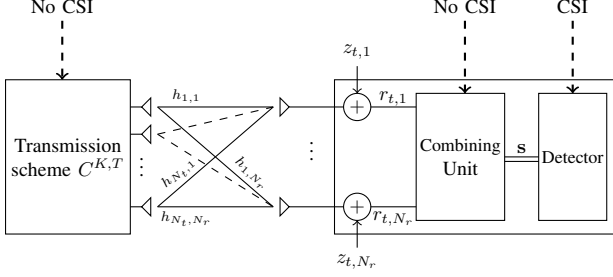 No CSI
No CSI
CSI
Transmission
scheme C^{K,T}
h_{1,1}
h_{N_t,1}
h_{1,N_r}
h_{N_t,N_r}
⋮
⋮
z_{t,1}
+
r_{t,1}
+
r_{t,N_r}
z_{t,N_r}
Combining
Unit
s
Detector